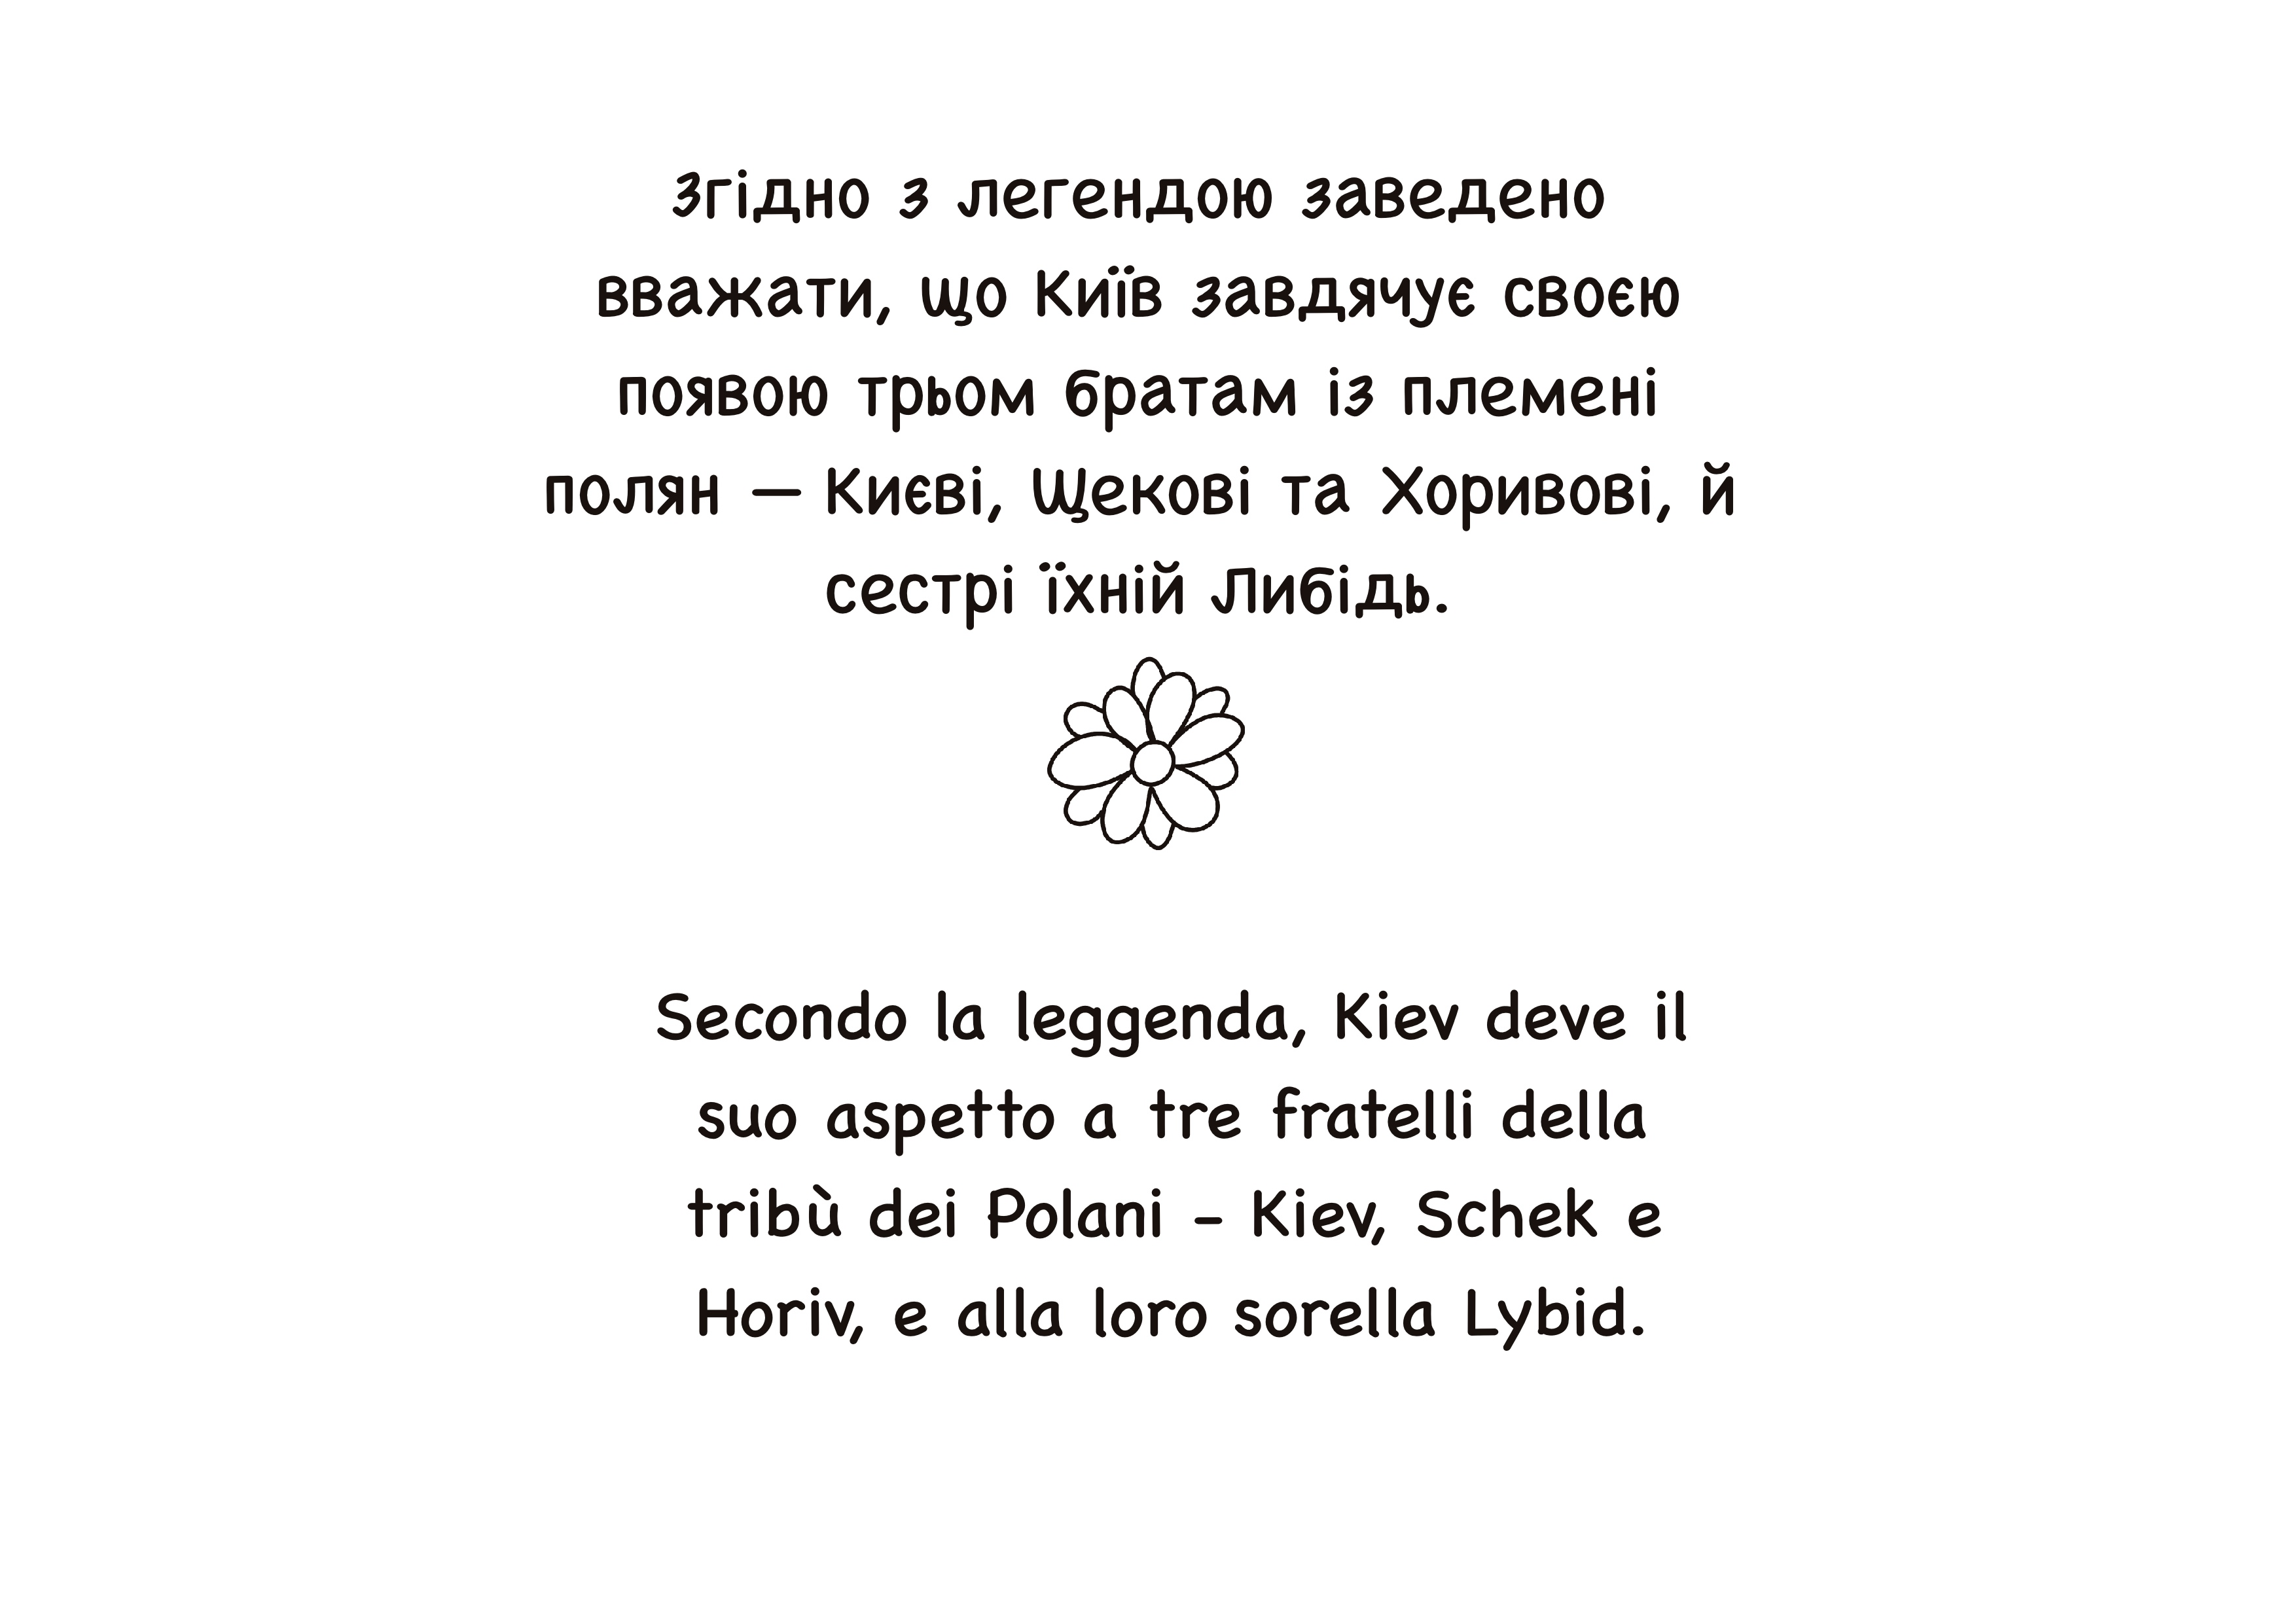 Згідно з легендою заведено
вважати, що Київ завдячує своєю
появою трьом братам із племені
полян — Києві, Щекові та Хоривові, й
сестрі їхній Либідь.
Secondo la leggenda, Kiev deve il
suo aspetto a tre fratelli della
tribù dei Polani - Kiev, Schek e
Horiv, e alla loro sorella Lybid.